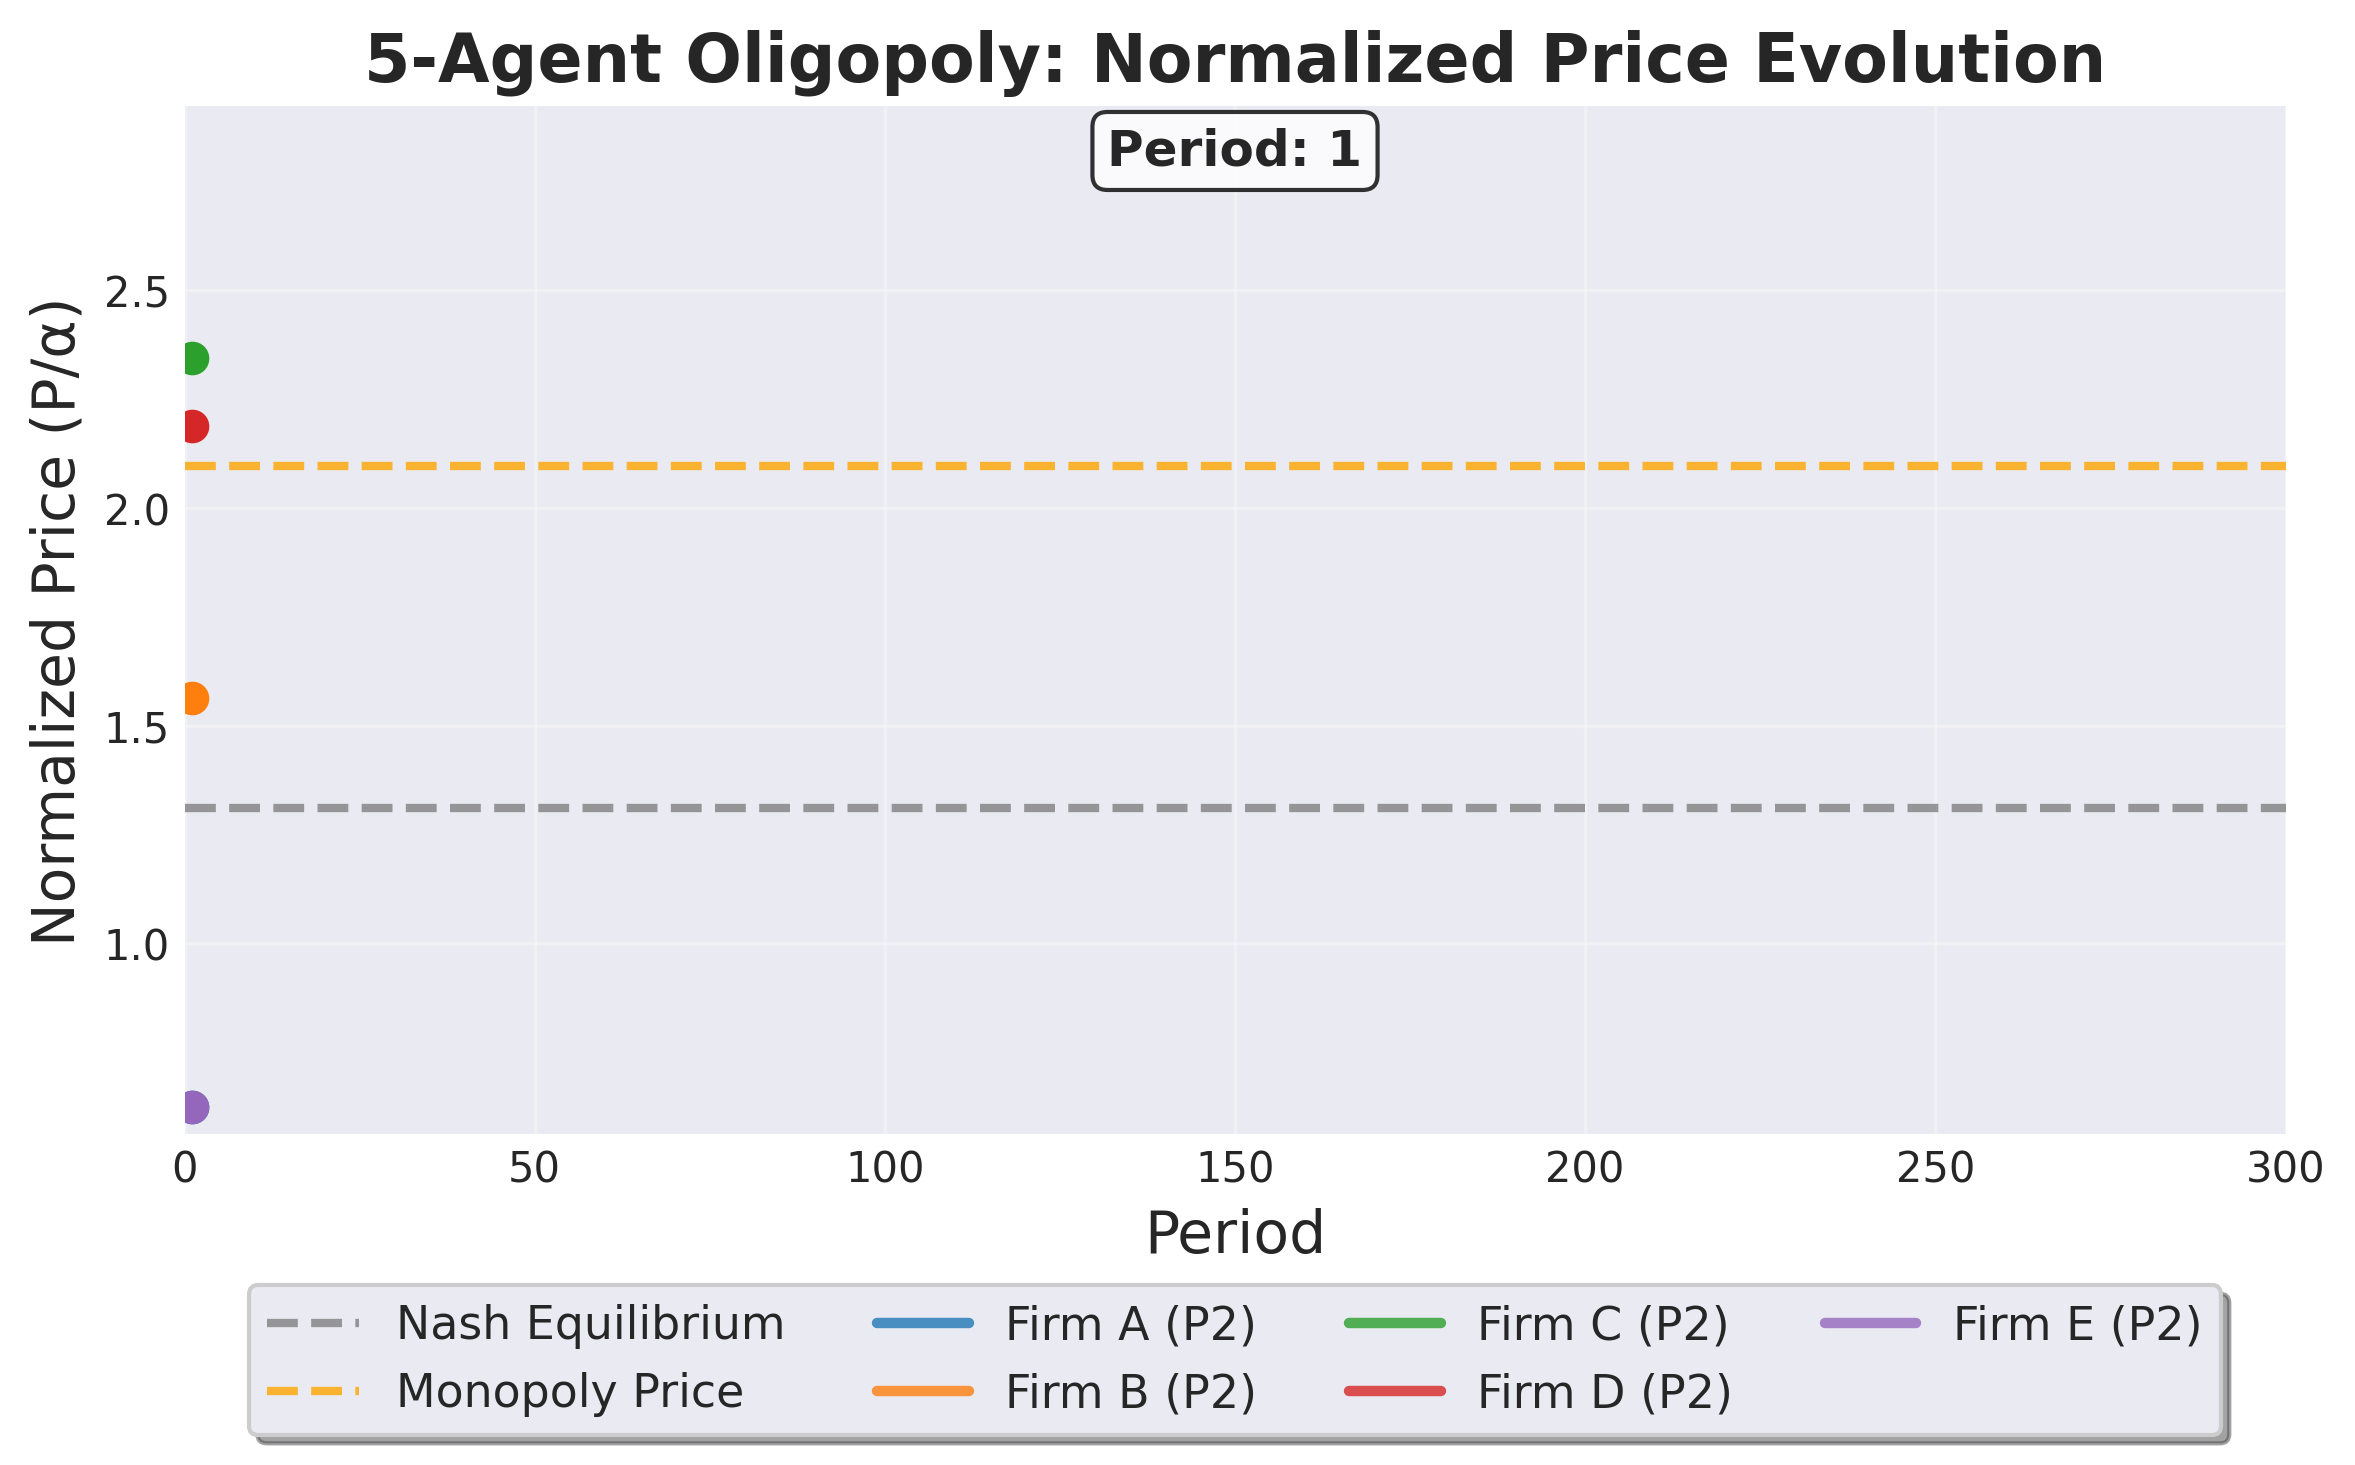 5-Agent Oligopoly: Normalized Price Evolution
Period: 1
Normalized Price (P/α)
2.5
2.0
1.5
1.0
0 50 100 150 200 250 300
Period
Nash Equilibrium
Monopoly Price
Firm A (P2)
Firm B (P2)
Firm C (P2)
Firm D (P2)
Firm E (P2)